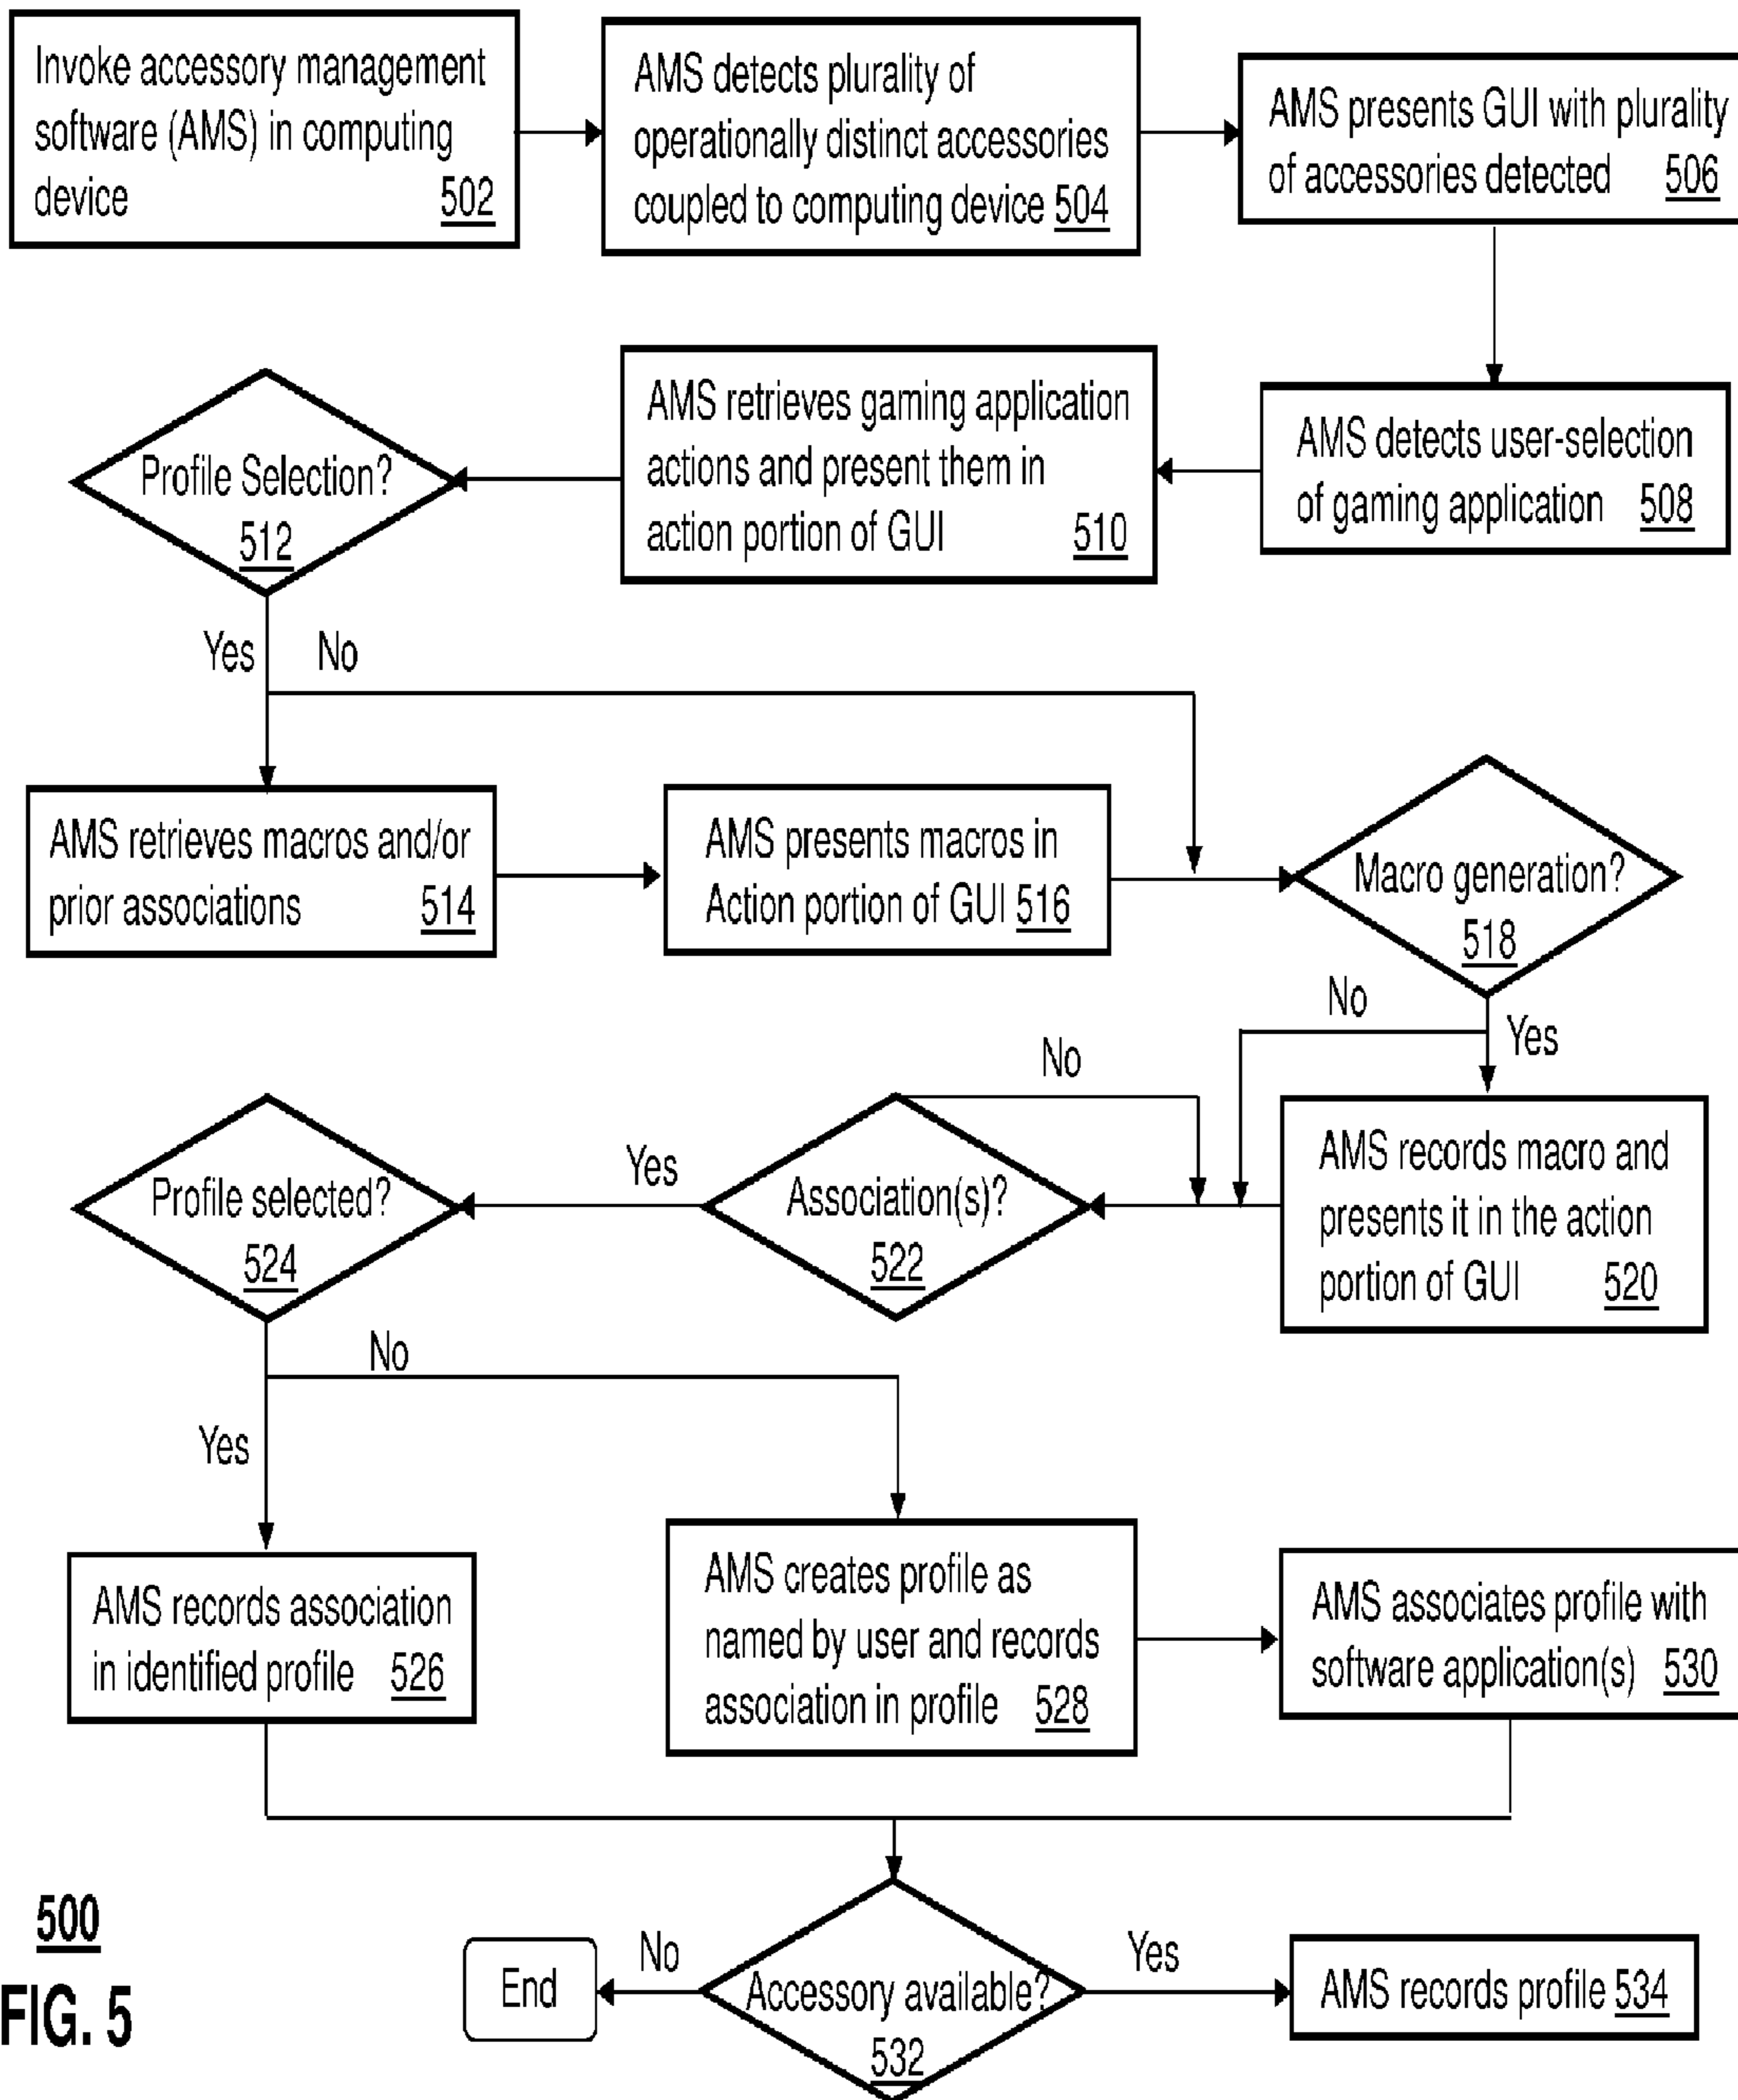 Invoke accessory management
software (AMS) in computing
device 502
AMS detects plurality of
operationally distinct accessories
coupled to computing device 504
AMS presents GUI with plurality
of accessories detected 506
AMS detects user-selection
of gaming application 508
AMS retrieves gaming application
actions and present them in
action portion of GUI 510
Profile Selection?
512
Yes
No
AMS retrieves macros and/or
prior associations 514
AMS presents macros in
Action portion of GUI 516
Macro generation?
518
No
Yes
AMS records macro and
presents it in the action
portion of GUI 520
No
Association(s)?
522
Yes
Profile selected?
524
No
Yes
AMS records association
in identified profile 526
AMS creates profile as
named by user and records
association in profile 528
AMS associates profile with
software application(s) 530
Accessory available?
532
No
End
Yes
AMS records profile 534
500
FIG. 5